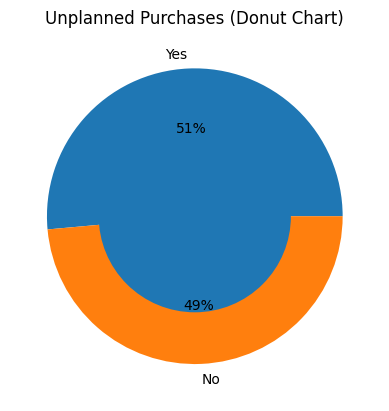 Unplanned Purchases (Donut Chart)
Yes
51%
49%
No